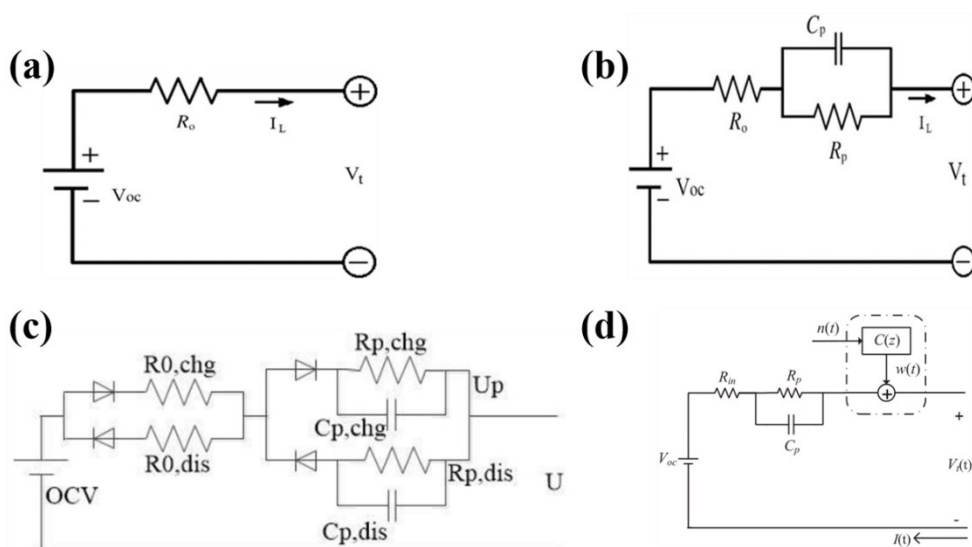 (a)
Ro
IL
+
+
Voc
−
Vt
−
(b)
Cp
Ro
Rp
IL
+
+
Voc
−
Vt
−
(c)
R0,chg
R0,dis
Rp,chg
Up
Cp,chg
Rp,dis
Cp,dis
OCV
U
(d)
n(t)
C(z)
w(t)
Rin
Rp
Cp
+
+
Voc
Vt(t)
-
I(t)